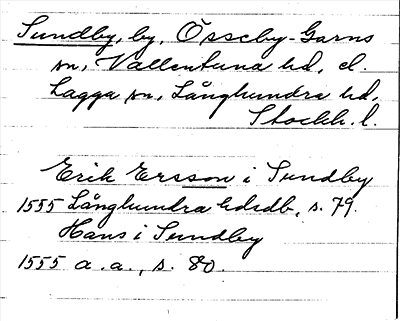 Sundby, by, Össeby-Garns
sn, Vallentuna hd, el.
Lagga sn, Långhundra hd,
Stockh. l.
Erik Ersson i Sundby
1555 Långhundra hdsdb, s. 79.
Hans i Sundby
1555 a. a., s. 80.